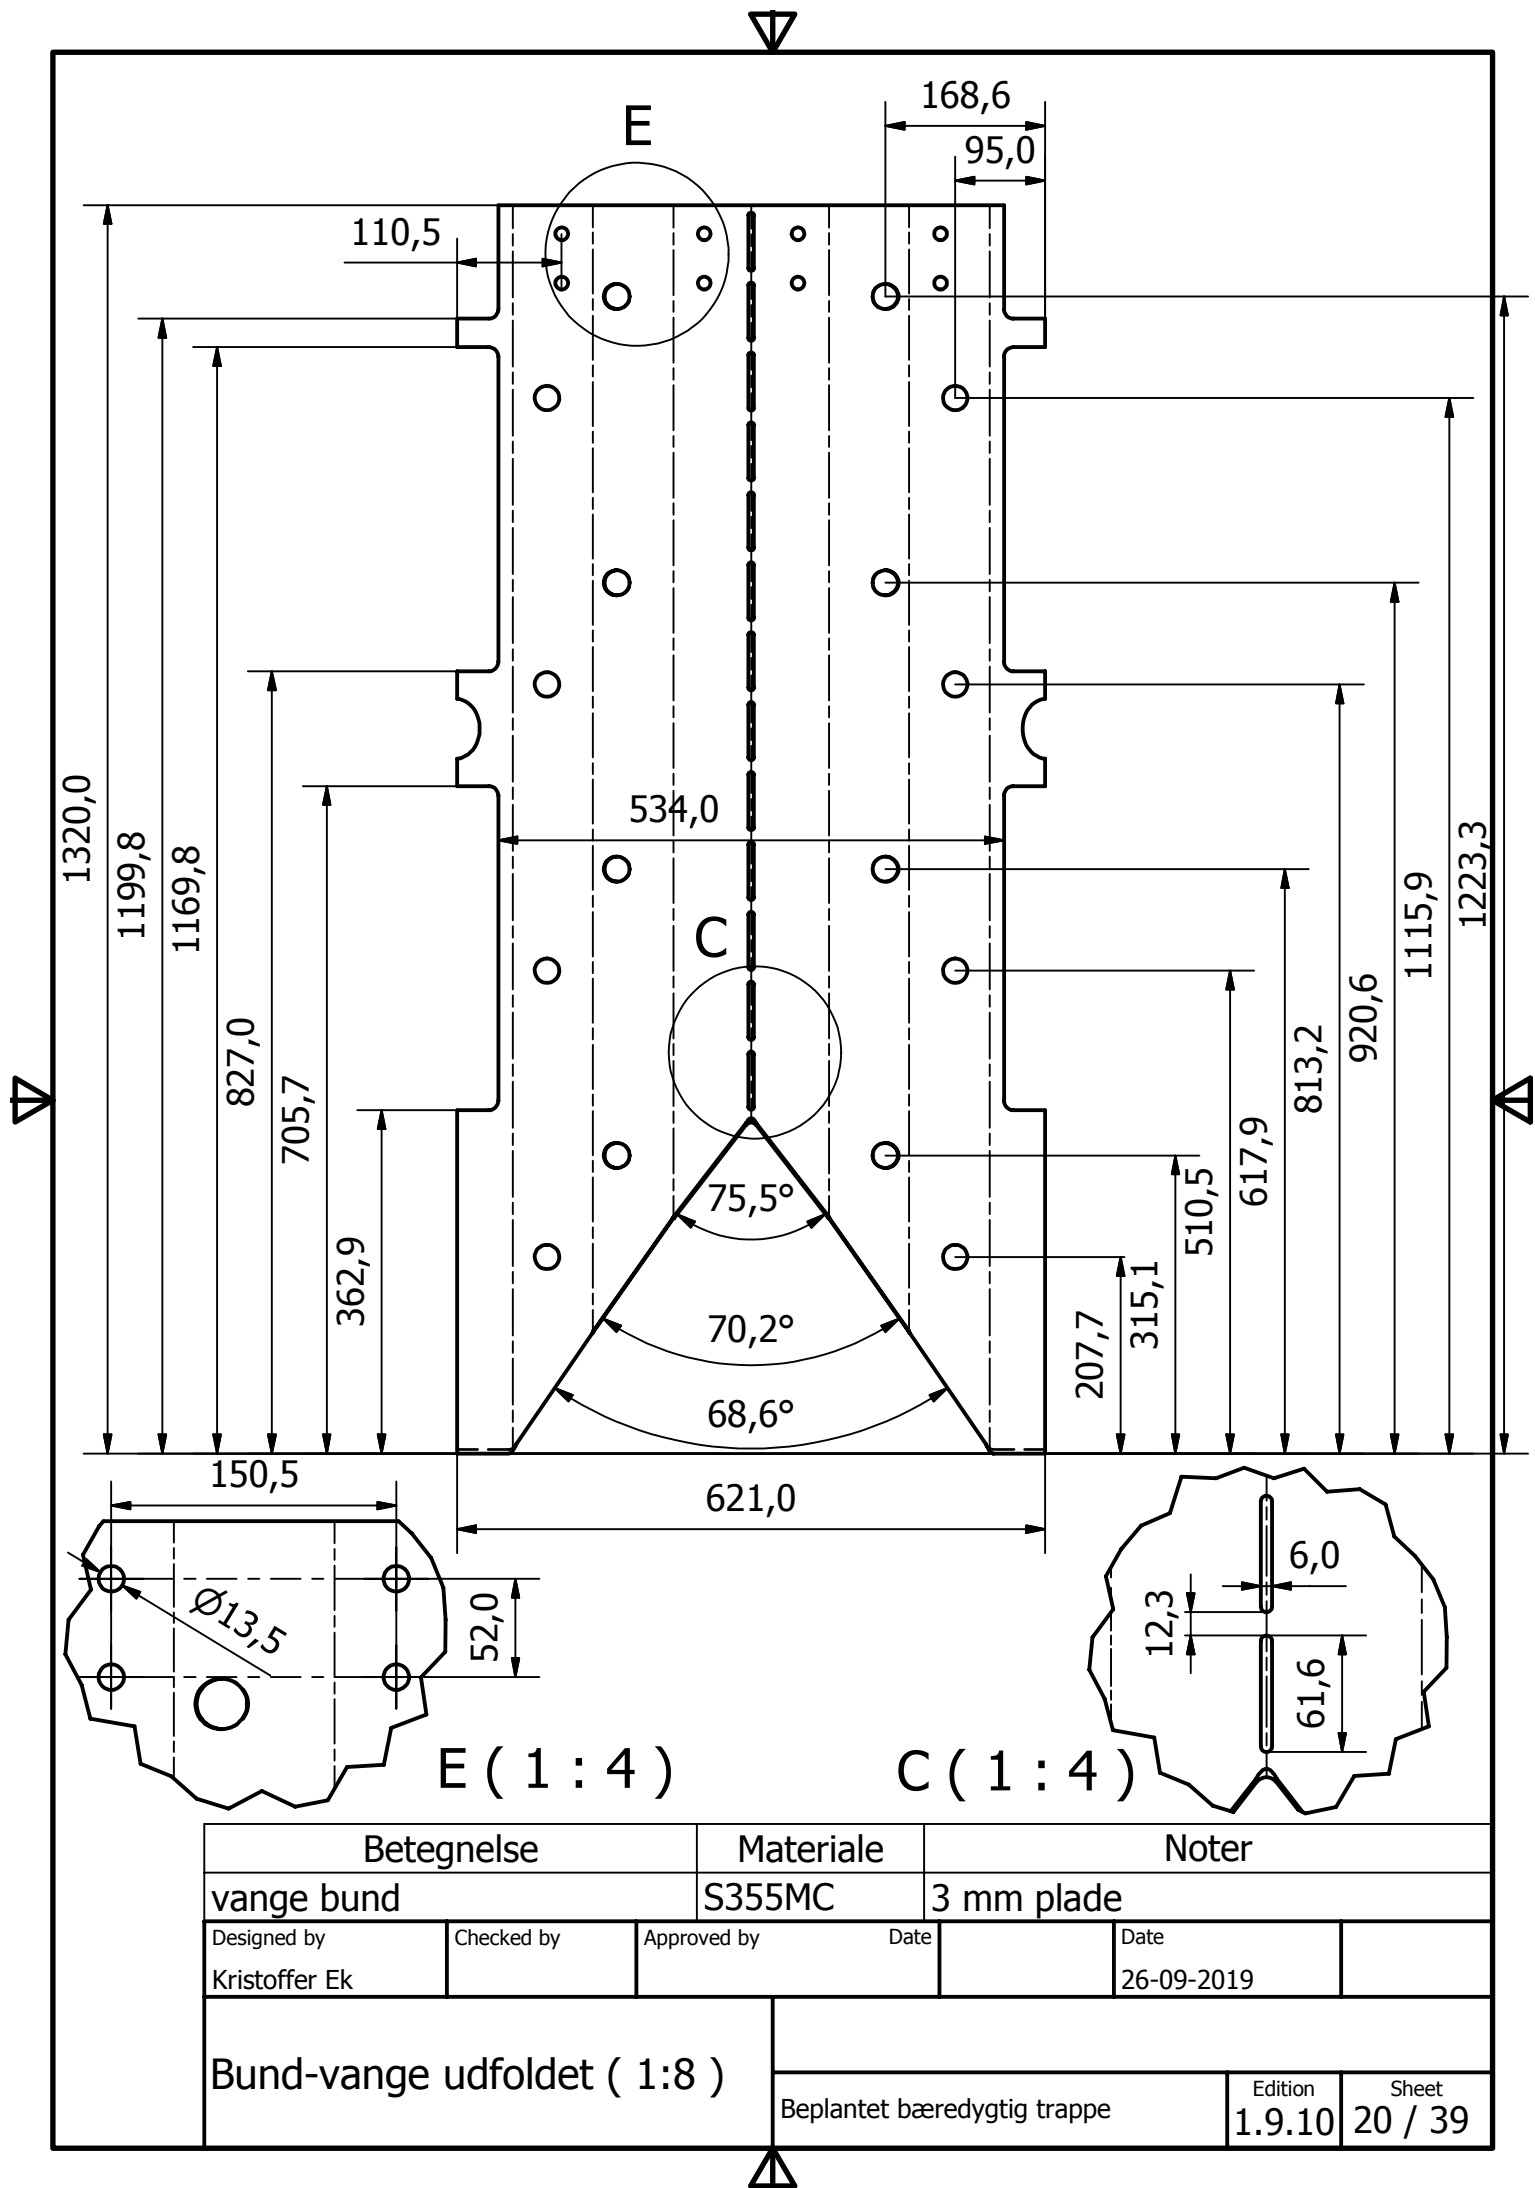 168,6
E
95,0
110,5
534,0
1320,0
1199,8
1169,8
827,0
705,7
362,9
C
1223,3
1115,9
920,6
813,2
617,9
510,5
315,1
207,7
75,5°
70,2°
68,6°
621,0
150,5
Ø13,5
52,0
E ( 1 : 4 )
6,0
12,3
61,6
C ( 1 : 4 )
Betegnelse Materiale Noter
vange bund S355MC 3 mm plade
Designed by Checked by Approved by Date Date
Kristoffer Ek 26-09-2019
Bund-vange udfoldet ( 1:8 )
Beplantet bæredygtig trappe
Edition Sheet
1.9.10 20 / 39